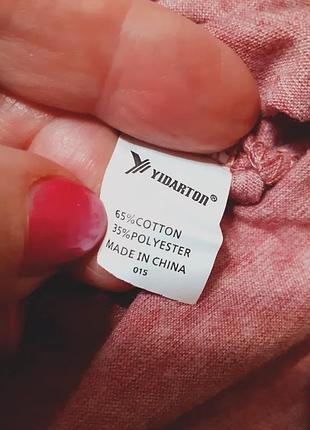 YIDARTON®
65%COTTON
35%POLYESTER
MADE IN CHINA
015